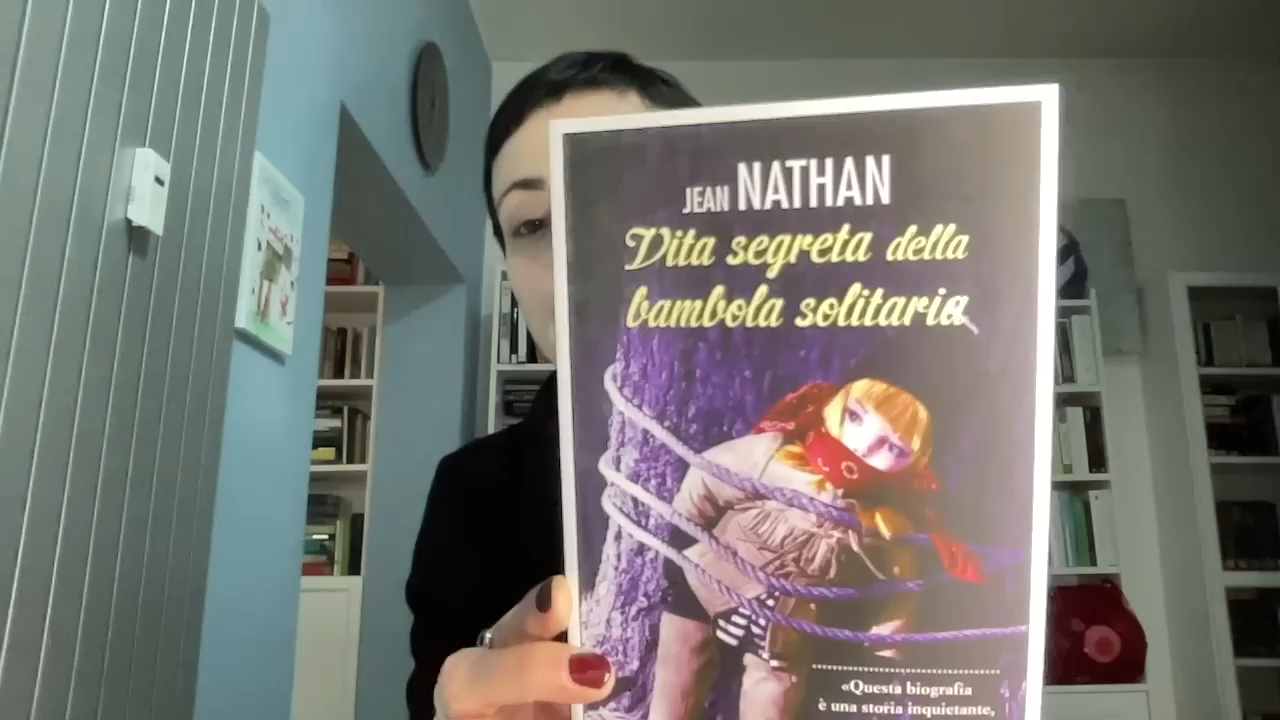 JEAN NATHAN
Vita segreta della
bambola solitaria
«Questa biografia
è una storia inquietante,